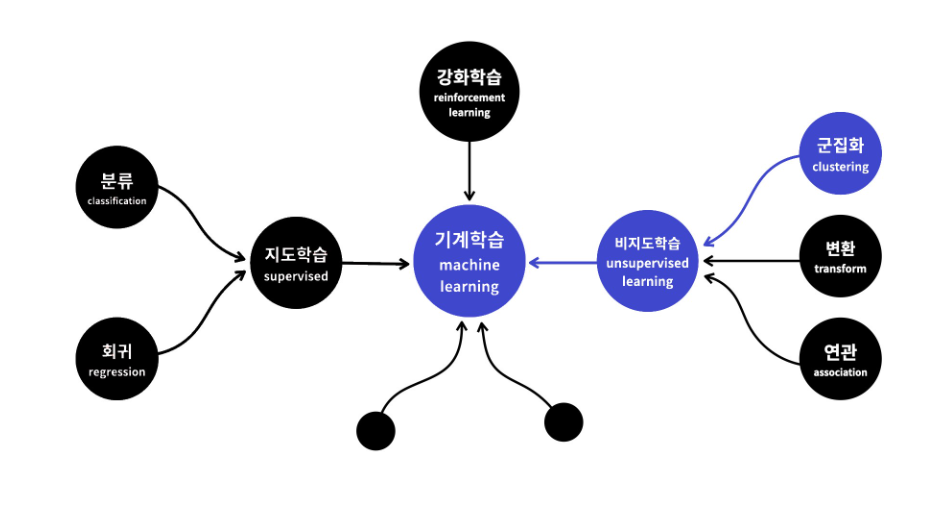 강화학습
reinforcement
learning
분류
classification
지도학습
supervised
회귀
regression
기계학습
machine
learning
비지도학습
unsupervised
learning
군집화
clustering
변환
transform
연관
association